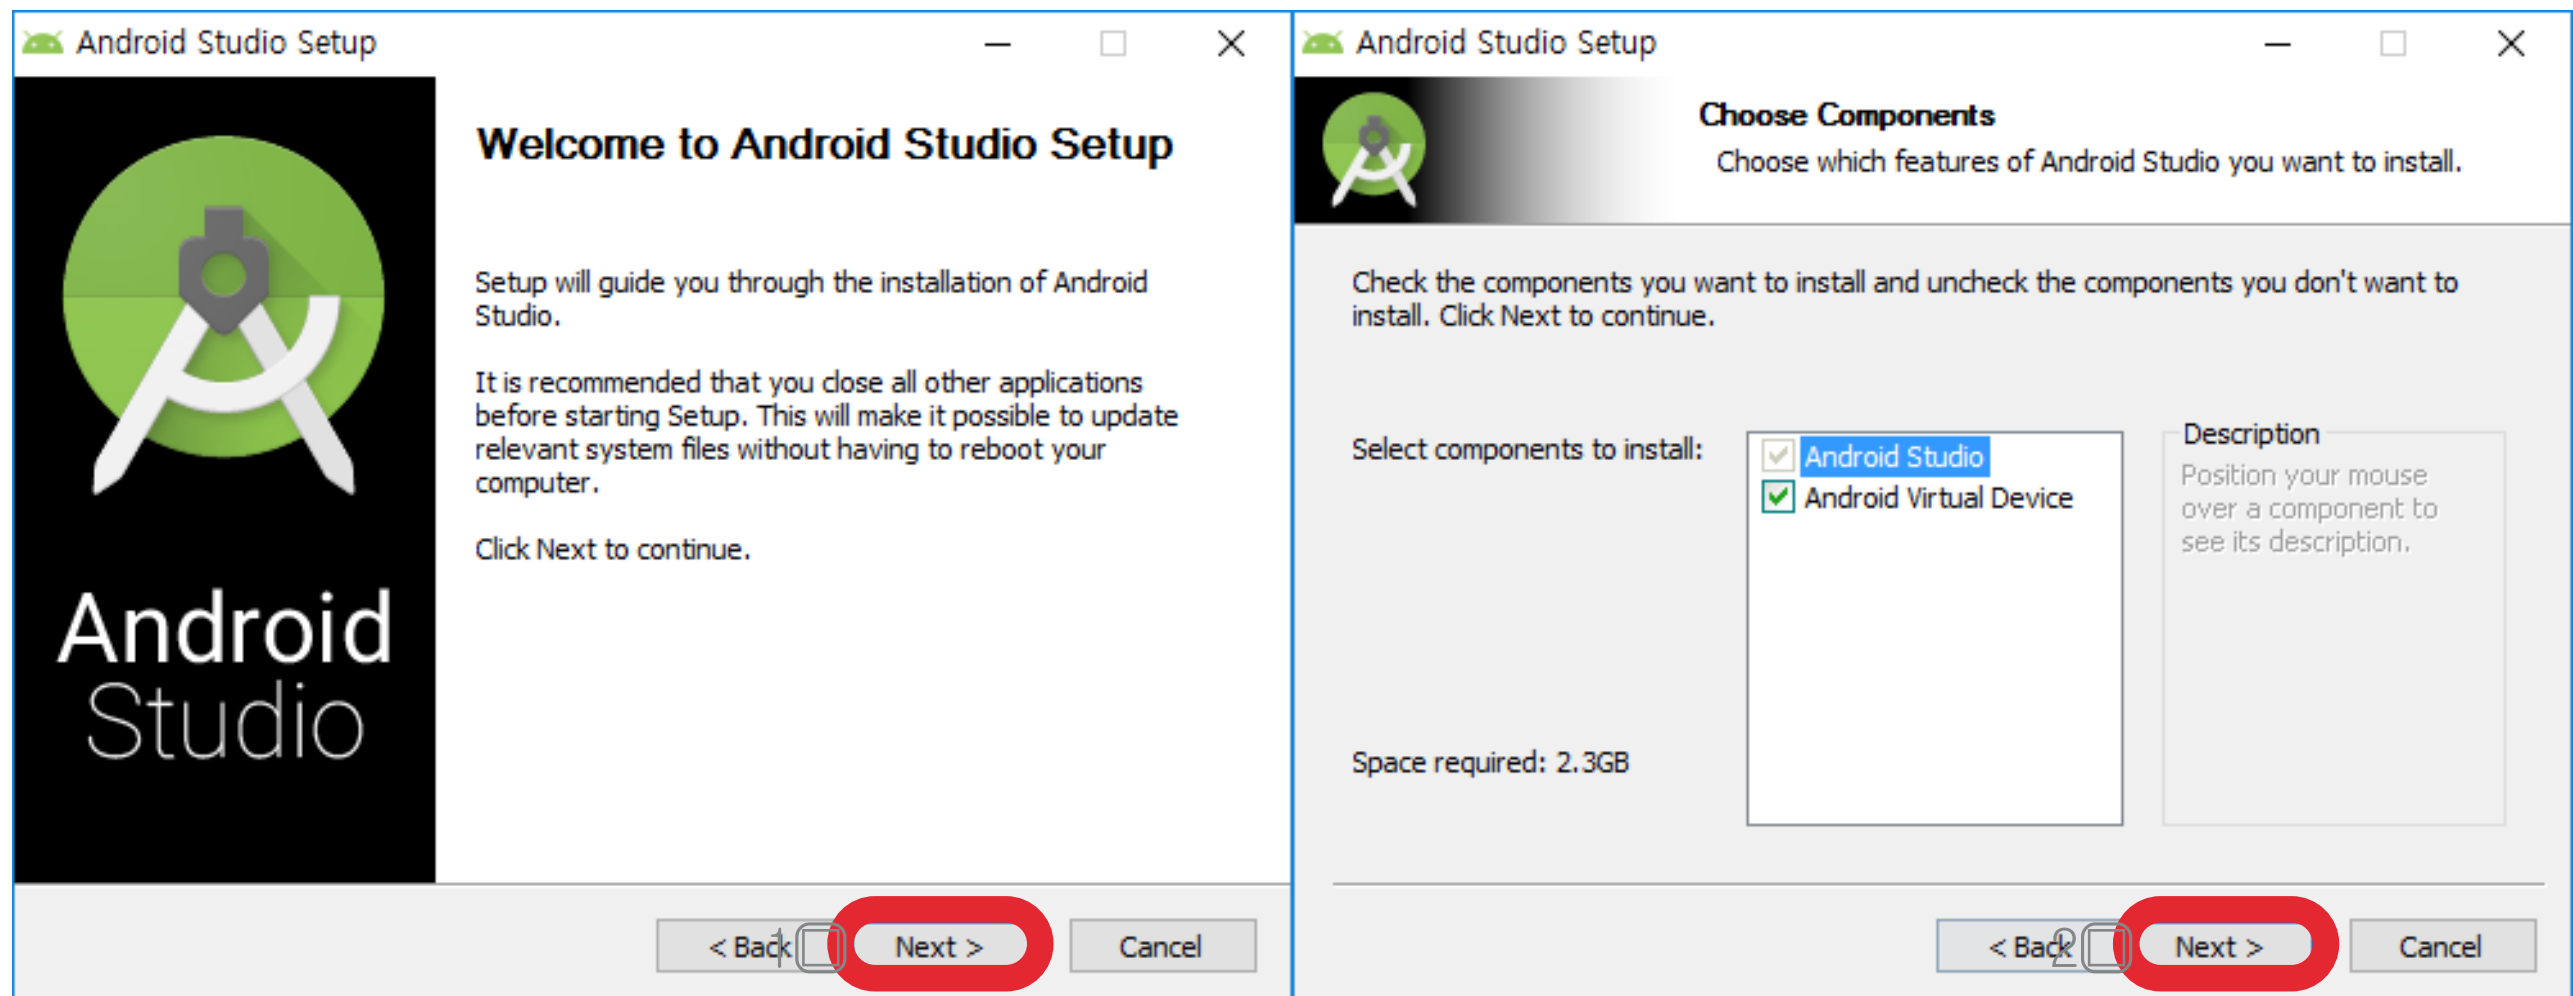 Android Studio Setup
Welcome to Android Studio Setup
Setup will guide you through the installation of Android
Studio.
It is recommended that you close all other applications
before starting Setup. This will make it possible to update
relevant system files without having to reboot your
computer.
Click Next to continue.
Android
Studio
< Back
1
Next >
Cancel
Android Studio Setup
Choose Components
Choose which features of Android Studio you want to install.
Check the components you want to install and uncheck the components you don't want to
install. Click Next to continue.
Select components to install:
Android Studio
Android Virtual Device
Description
Position your mouse
over a component to
see its description.
Space required: 2.3GB
< Back
2
Next >
Cancel